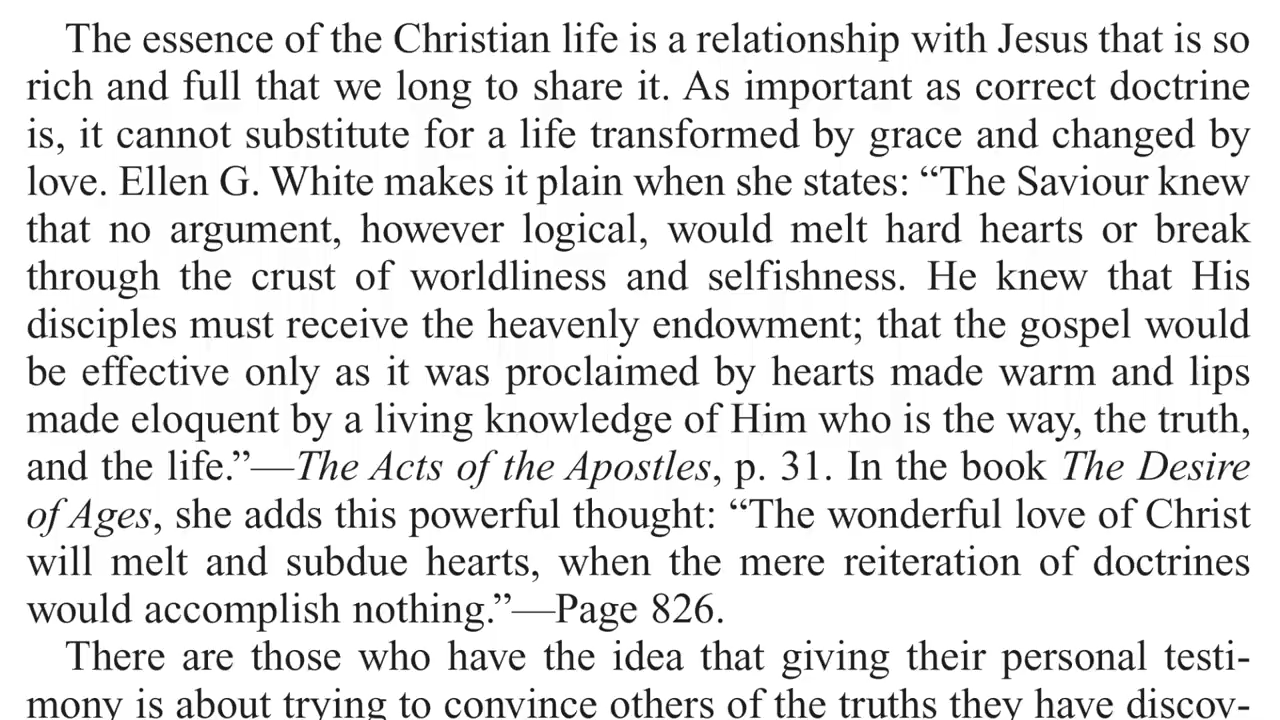 The essence of the Christian life is a relationship with Jesus that is so
rich and full that we long to share it. As important as correct doctrine
is, it cannot substitute for a life transformed by grace and changed by
love. Ellen G. White makes it plain when she states: “The Saviour knew
that no argument, however logical, would melt hard hearts or break
through the crust of worldliness and selfishness. He knew that His
disciples must receive the heavenly endowment; that the gospel would
be effective only as it was proclaimed by hearts made warm and lips
made eloquent by a living knowledge of Him who is the way, the truth,
and the life.”—The Acts of the Apostles, p. 31. In the book The Desire
of Ages, she adds this powerful thought: “The wonderful love of Christ
will melt and subdue hearts, when the mere reiteration of doctrines
would accomplish nothing.”—Page 826.
There are those who have the idea that giving their personal testi-
mony is about trying to convince others of the truths they have discov-